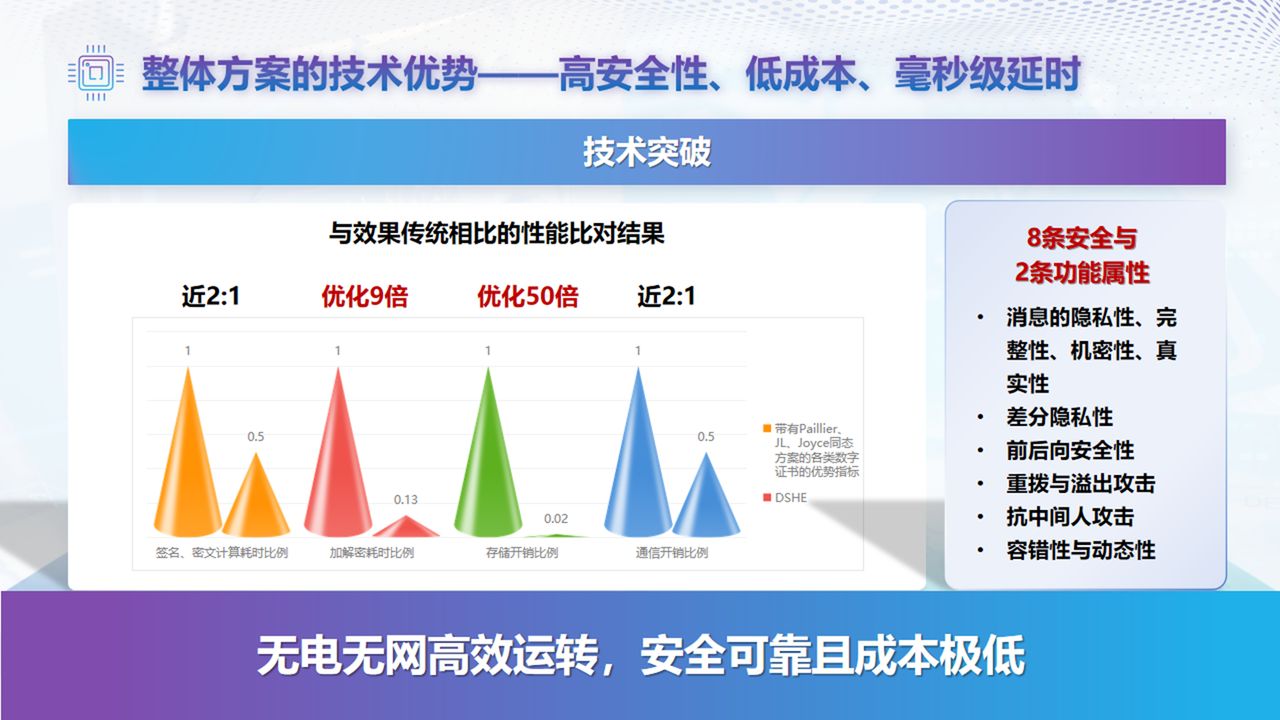 整体方案的技术优势——高安全性、低成本、毫秒级延时
技术突破
与效果传统相比的性能比对结果
近2:1
优化9倍
优化50倍
近2:1
1
0.5
1
0.13
1
0.02
1
0.5
签名、密文计算耗时比例
加解密耗时比例
存储开销比例
通信开销比例
带有Paillier、
JL、Joyce同态
方案的各类数字
证书的优势指标
DSHE
8条安全与
2条功能属性
• 消息的隐私性、完
整性、机密性、真
实性
• 差分隐私性
• 前后向安全性
• 重拨与溢出攻击
• 抗中间人攻击
• 容错性与动态性
无电无网高效运转，安全可靠且成本极低